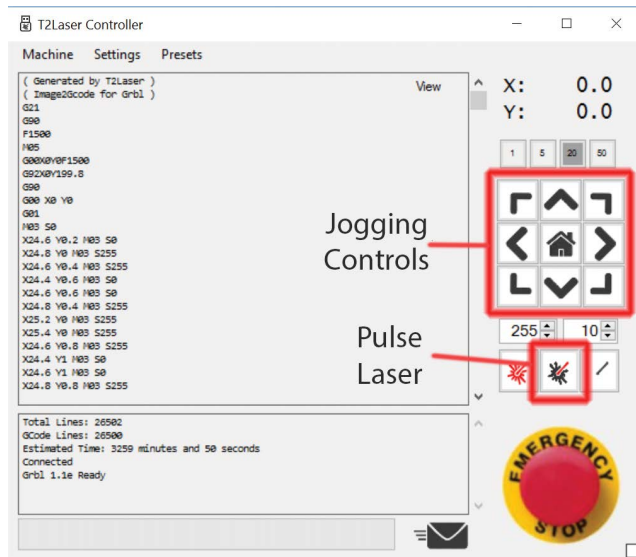 T2Laser Controller
Machine Settings Presets
( Generated by T2Laser )
( Image2Gcode for Grbl )
G21
G90
F1500
M05
G00X0Y0F1500
G92X0Y199.8
G90
G00 X0 Y0
G01
M03 S0
X24.6 Y0.2 M03 S0
X24.8 Y0 M03 S255
X24.6 Y0.4 M03 S255
X24.4 Y0.6 M03 S0
X24.6 Y0.6 M03 S0
X24.8 Y0.4 M03 S255
X25.2 Y0 M03 S255
X25.4 Y0 M03 S255
X24.6 Y0.8 M03 S255
X24.4 Y1 M03 S0
X24.6 Y1 M03 S0
X24.8 Y0.8 M03 S255
View
X: 0.0
Y: 0.0
1 5 20 50
Jogging
Controls
255 10
Pulse
Laser
Total Lines: 26502
GCode Lines: 26500
Estimated Time: 3259 minutes and 50 seconds
Connected
Grbl 1.1e Ready
EMERGENCY
STOP